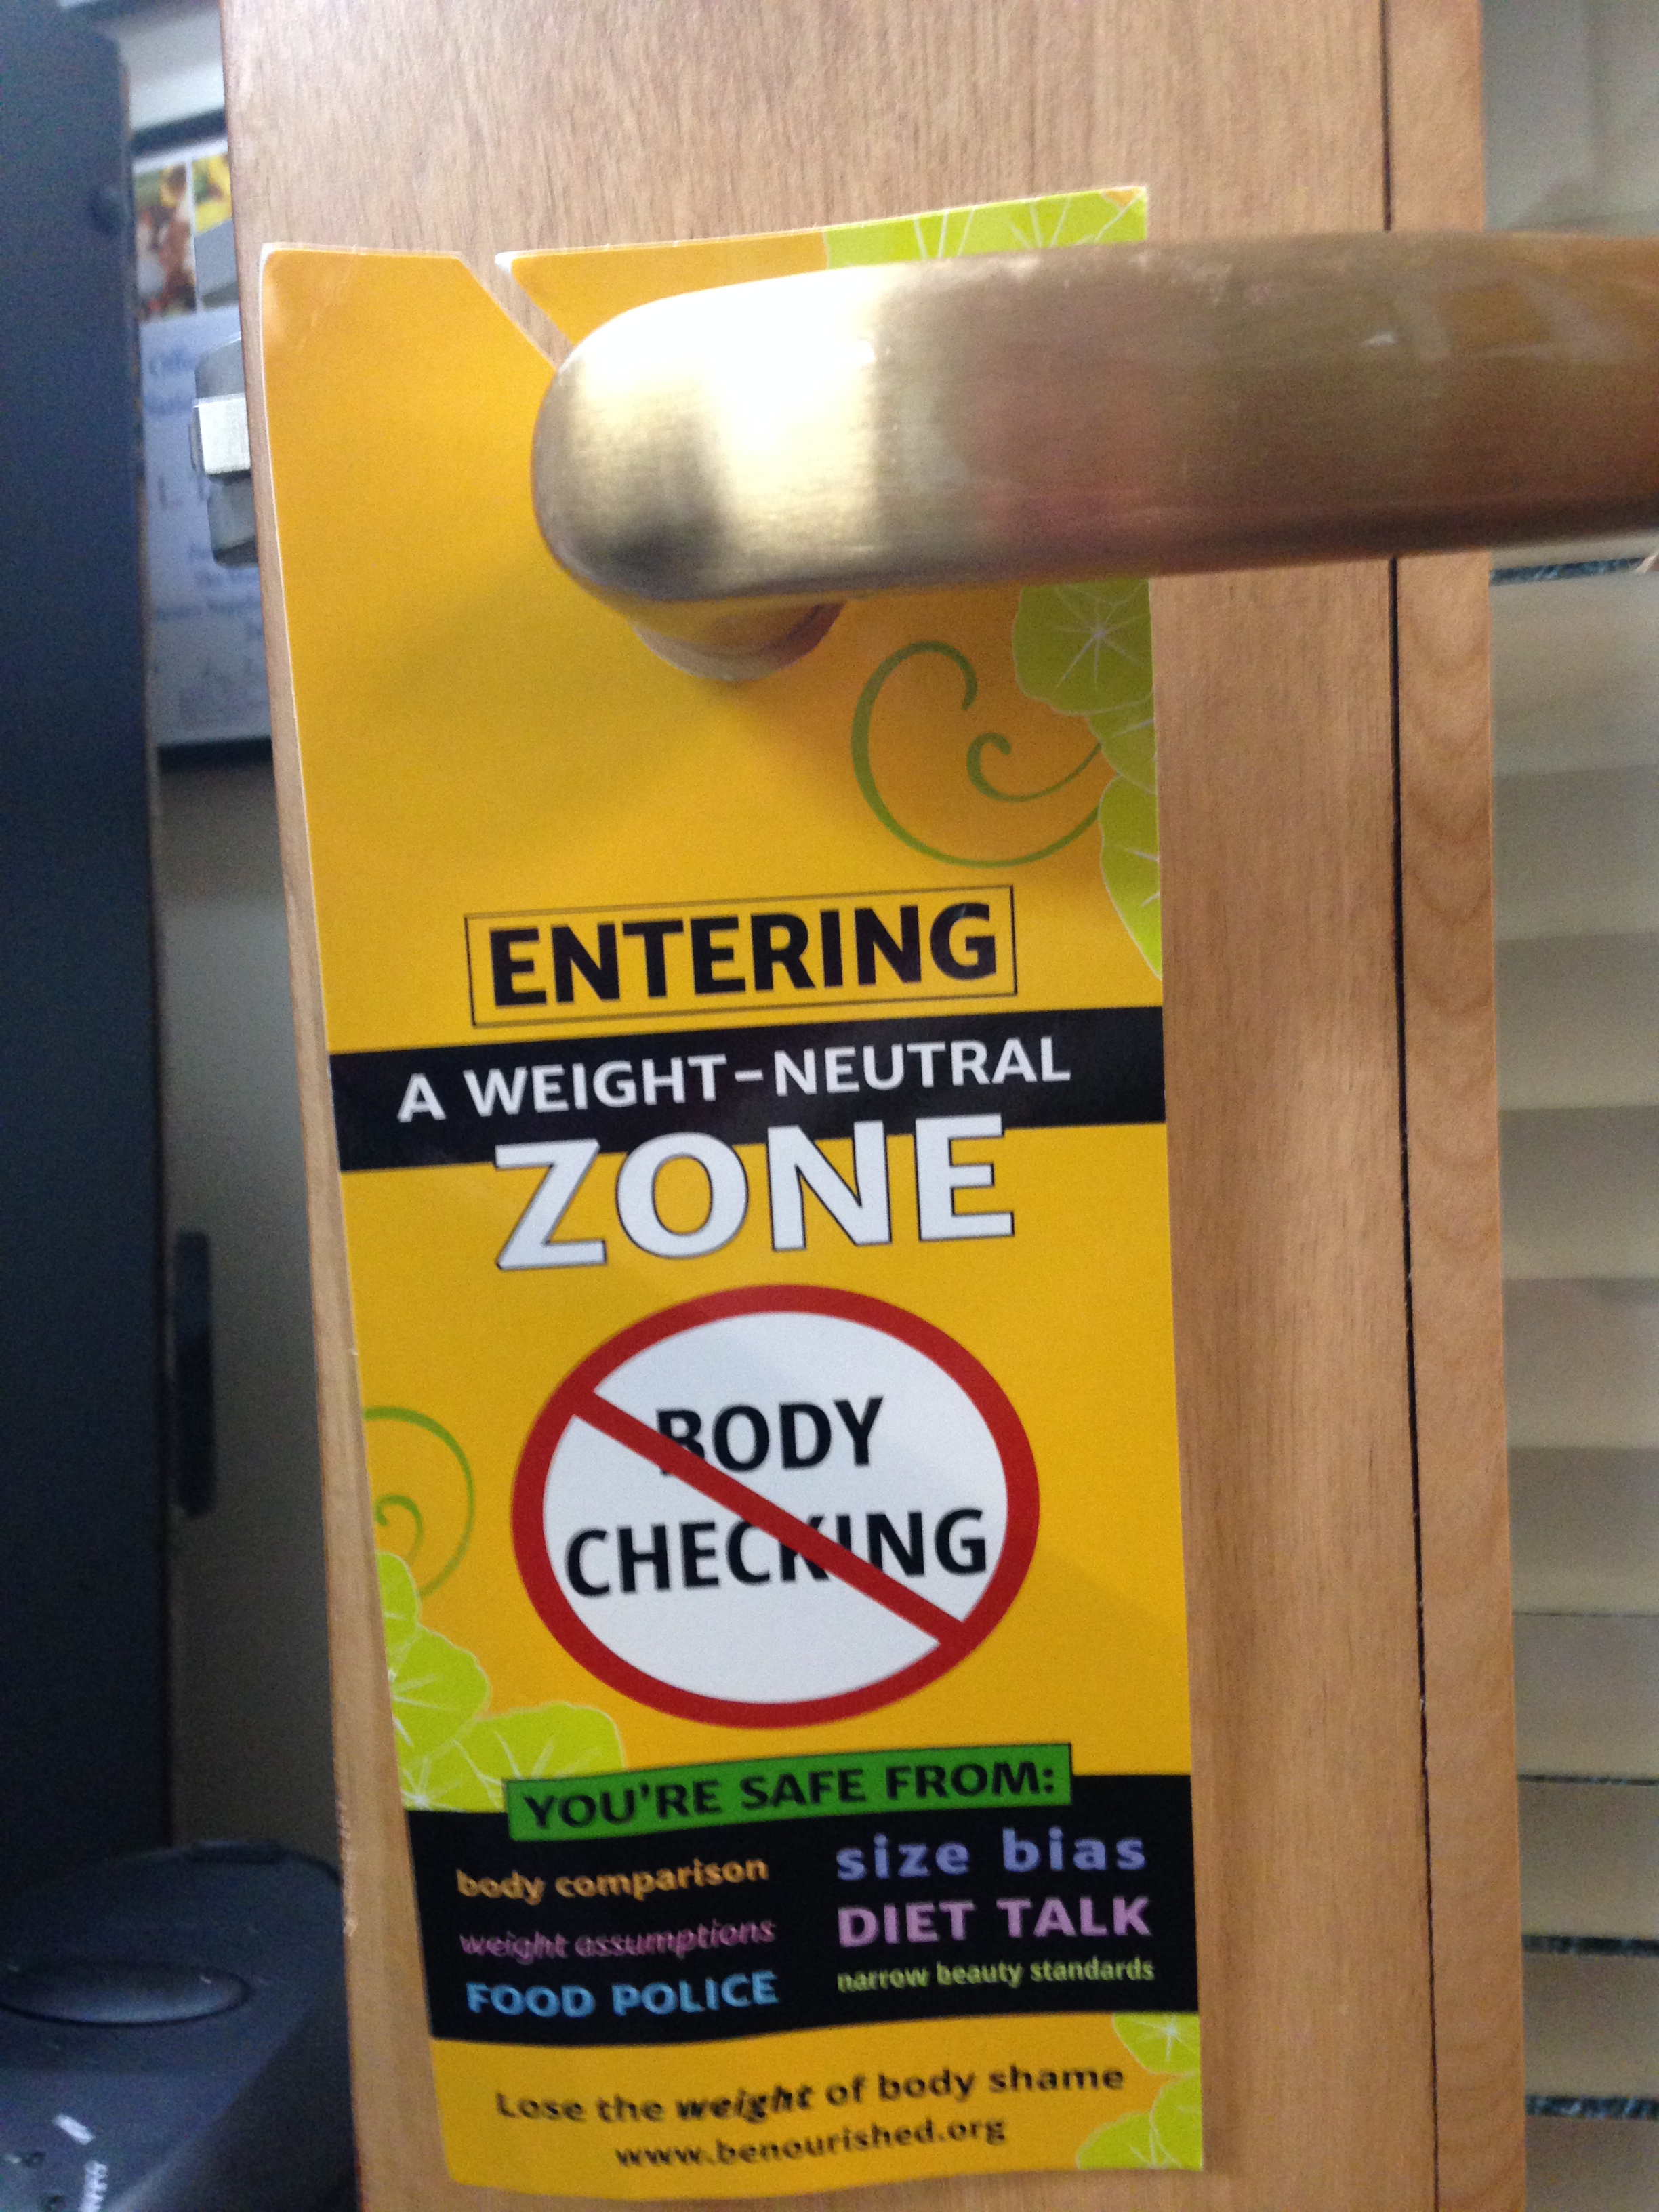 ENTERING
A WEIGHT-NEUTRAL
ZONE
BODY
CHECKING
YOU'RE SAFE FROM:
body comparison
weight assumptions
FOOD POLICE
size bias
DIET TALK
narrow beauty standards
Lose the weight of body shame
www.benourished.org